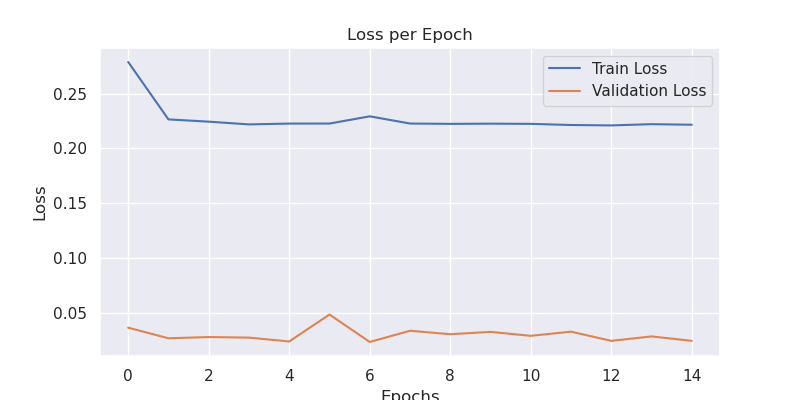 Loss per Epoch
Train Loss
Validation Loss
0.25
0.20
0.15
0.10
0.05
Loss
0 2 4 6 8 10 12 14
Epochs